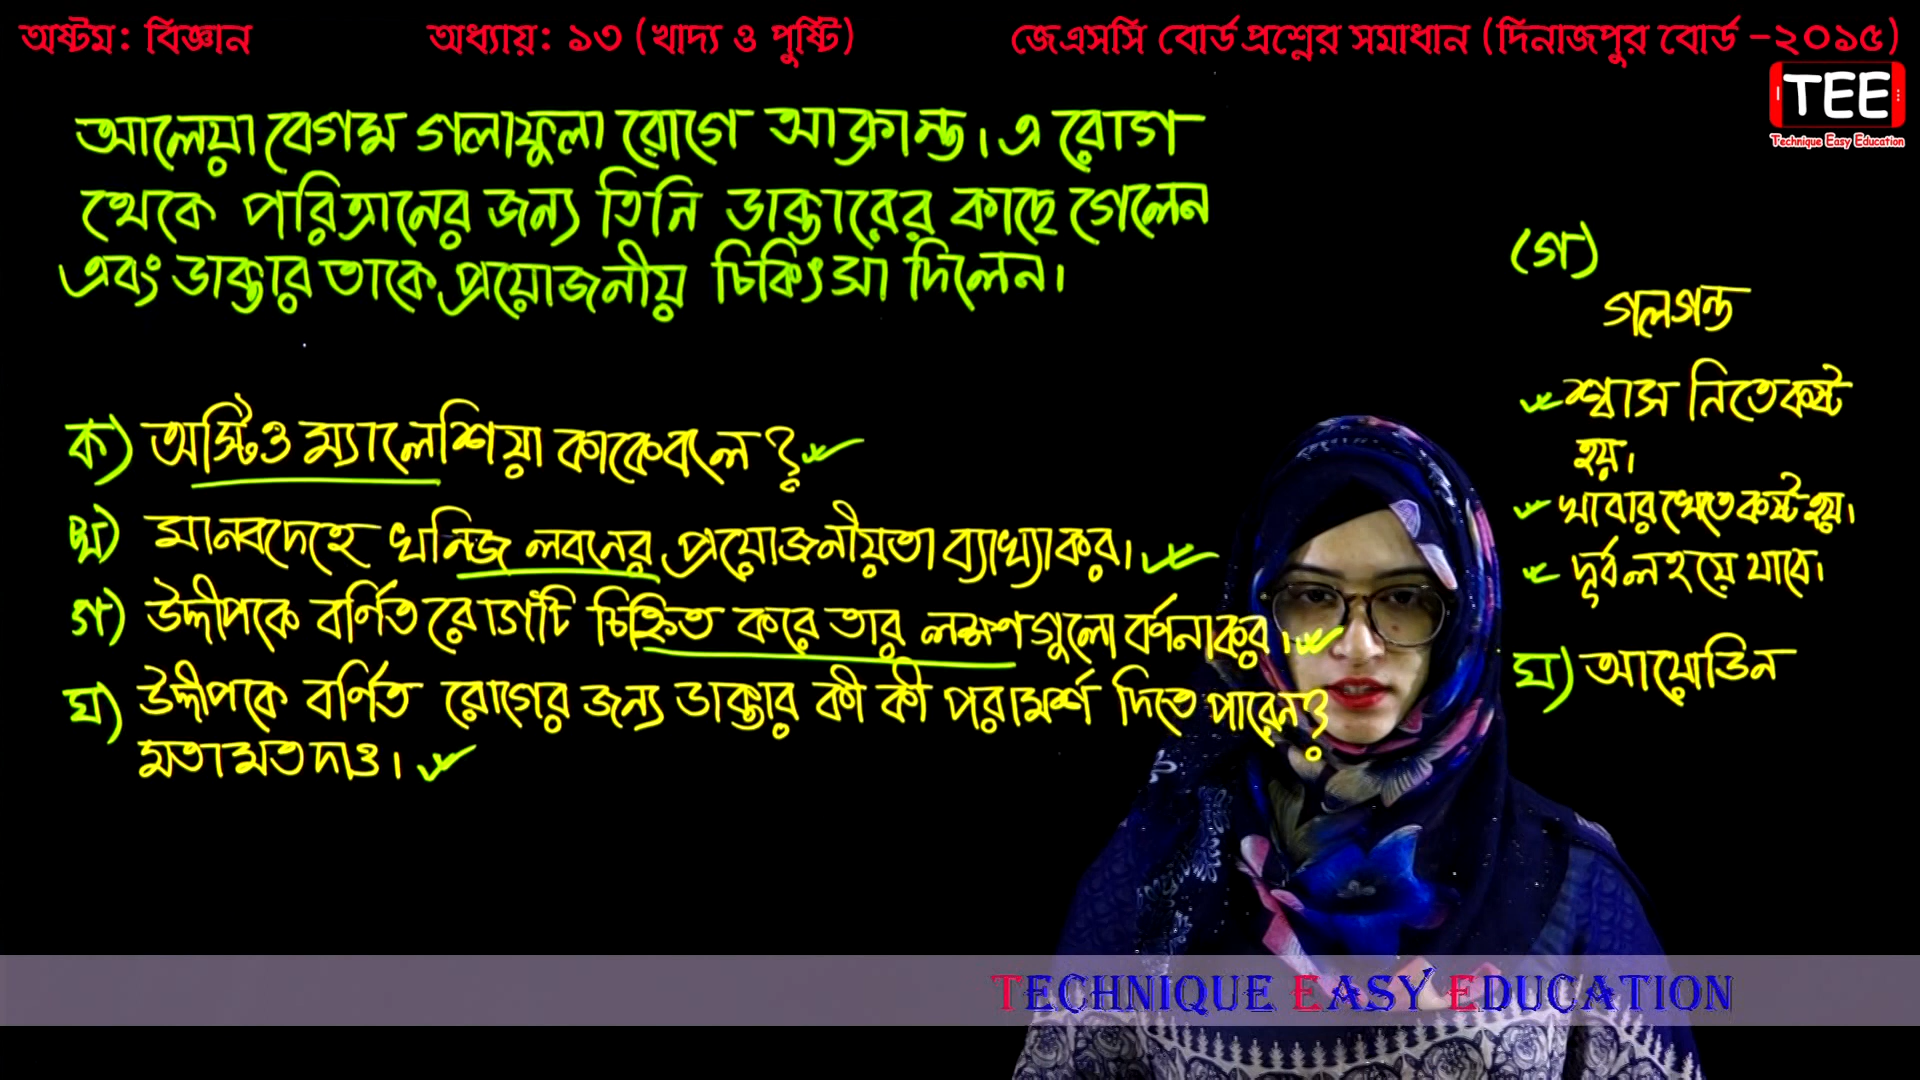 অষ্টম: বিজ্ঞান
অধ্যায়: ১৩ (খাদ্য ও পুষ্টি)
জেএসসি বোর্ড প্রশ্নের সমাধান (দিনাজপুর বোর্ড -২০১৫)
TEE
Technique Easy Education
আলেয়া বেগম গলাফুলা রোগে আক্রান্ত। এ রোগ
থেকে পরিত্রানের জন্য তিনি ডাক্তারের কাছে গেলেন
এবং ডাক্তার তাকে প্রয়োজনীয় চিকিৎসা দিলেন।
ক) অস্টিও ম্যালেশিয়া কাকে বলে?
খ) মানবদেহে খনিজ লবনের প্রয়োজনীয়তা ব্যাখ্যা কর।
গ) উদ্দীপকে বর্ণিত রোগটি চিহ্নিত করে তার লক্ষণগুলো বর্ণনা কর।
ঘ) উদ্দীপকে বর্ণিত রোগের জন্য ডাক্তার কী কী পরামর্শ দিতে পারেন?
মতামত দাও।
(গ)
গলগন্ড
শ্বাস নিতে কষ্ট
হয়।
খাবার খেতে কষ্ট হয়।
দূর্বল হয়ে যাবে।
ঘ) আয়োডিন
TECHNIQUE EASY EDUCATION